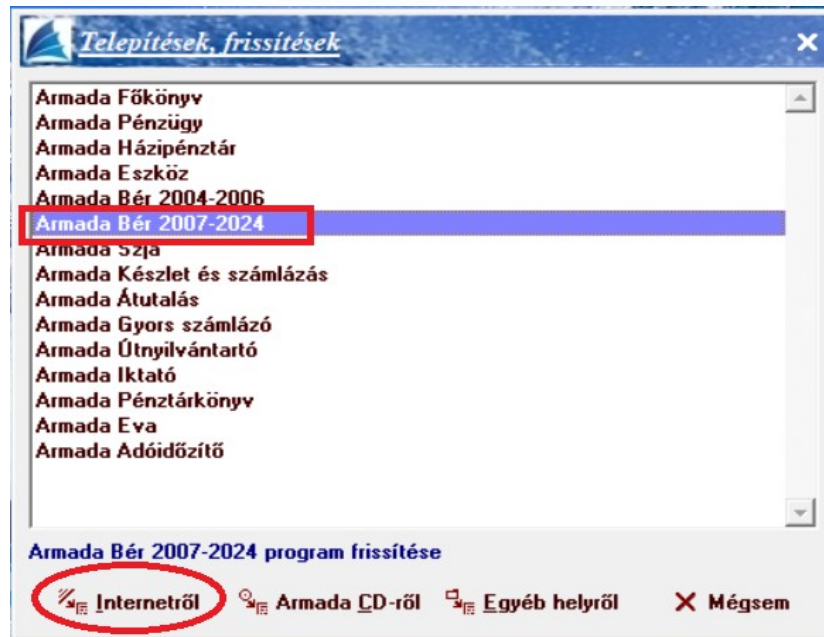 Telepítések, frissítések
Armada Főkönyv
Armada Pénzügy
Armada Házipénztár
Armada Eszköz
Armada Bér 2004-2006
Armada Bér 2007-2024
Armada Szja
Armada Készlet és számlázás
Armada Átutalás
Armada Gyors számlázó
Armada Útnyilvántartó
Armada Iktató
Armada Pénztárkönyv
Armada Eva
Armada Adóidőzítő
Armada Bér 2007-2024 program frissítése
Internetről Armada CD-ről Egyéb helyről Mégsem